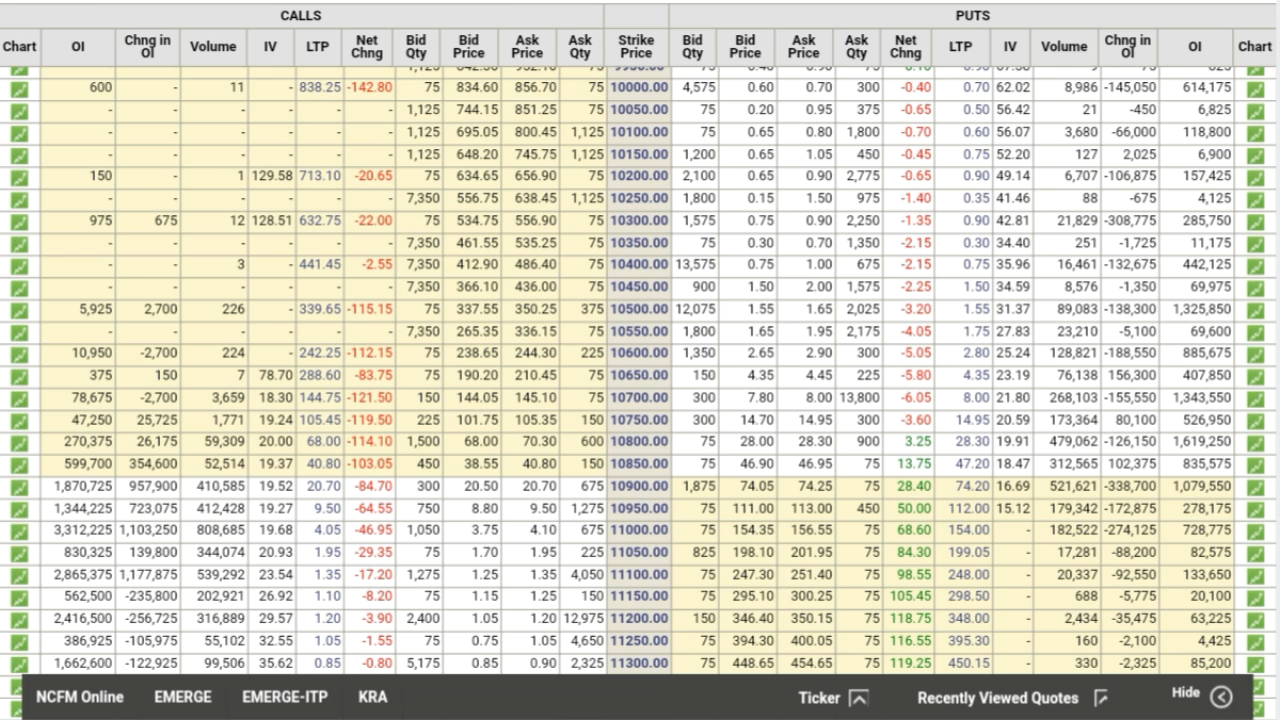 CALLS PUTS
Chart OI Chng in OI Volume IV LTP Net Chng Bid Qty Bid Price Ask Price Ask Qty Strike Price Bid Qty Bid Price Ask Price Ask Qty Net Chng LTP IV Volume Chng in OI OI Chart
600 - 11 - 838.25 -142.80 75 834.60 856.70 75 10000.00 4,575 0.60 0.70 300 -0.40 0.70 62.02 8,986 -145,050 614,175
- - - - - - 1,125 744.15 851.25 75 10050.00 75 0.20 0.95 375 -0.65 0.50 56.42 21 -450 6,825
- - - - - - 1,125 695.05 800.45 1,125 10100.00 75 0.65 0.80 1,800 -0.70 0.60 56.07 3,680 -66,000 118,800
- - - - - - 1,125 648.20 745.75 1,125 10150.00 1,200 0.65 1.05 450 -0.45 0.75 52.20 127 2,025 6,900
150 - 1 129.58 713.10 -20.65 75 634.65 656.90 75 10200.00 2,100 0.65 0.90 2,775 -0.65 0.90 49.14 6,707 -106,875 157,425
- - - - - - 7,350 556.75 638.45 1,125 10250.00 1,800 0.15 1.50 975 -1.40 0.35 41.46 88 -675 4,125
975 675 12 128.51 632.75 -22.00 75 534.75 556.90 75 10300.00 1,575 0.75 0.90 2,250 -1.35 0.90 42.81 21,829 -308,775 285,750
- - - - - - 7,350 461.55 535.25 75 10350.00 75 0.30 0.70 1,350 -2.15 0.30 34.40 251 -1,725 11,175
- - 3 - 441.45 -2.55 7,350 412.90 486.40 75 10400.00 13,575 0.75 1.00 675 -2.15 0.75 35.96 16,461 -132,675 442,125
- - - - - - 7,350 366.10 436.00 75 10450.00 900 1.50 2.00 1,575 -2.25 1.50 34.59 8,576 -1,350 69,975
5,925 2,700 226 - 339.65 -115.15 75 337.55 350.25 375 10500.00 12,075 1.55 1.65 2,025 -3.20 1.55 31.37 89,083 -138,300 1,325,850
- - - - - - 7,350 265.35 336.15 75 10550.00 1,800 1.65 1.95 2,175 -4.05 1.75 27.83 23,210 -5,100 69,600
10,950 -2,700 224 - 242.25 -112.15 75 238.65 244.30 225 10600.00 1,350 2.65 2.90 300 -5.05 2.80 25.24 128,821 -188,550 885,675
375 150 7 78.70 288.60 -83.75 75 190.20 210.45 75 10650.00 150 4.35 4.45 225 -5.80 4.35 23.19 76,138 156,300 407,850
78,675 -2,700 3,659 18.30 144.75 -121.50 150 144.05 145.10 75 10700.00 300 7.80 8.00 13,800 -6.05 8.00 21.80 268,103 -155,550 1,343,550
47,250 25,725 1,771 19.24 105.45 -119.50 225 101.75 105.35 150 10750.00 300 14.70 14.95 300 -3.60 14.95 20.59 173,364 80,100 526,950
270,375 26,175 59,309 20.00 68.00 -114.10 1,500 68.00 70.30 600 10800.00 75 28.00 28.30 900 3.25 28.30 19.91 479,062 -126,150 1,619,250
599,700 354,600 52,514 19.37 40.80 -103.05 450 38.55 40.80 150 10850.00 75 46.90 46.95 75 13.75 47.20 18.47 312,565 102,375 835,575
1,870,725 957,900 410,585 19.52 20.70 -84.70 300 20.50 20.70 675 10900.00 1,875 74.05 74.25 75 28.40 74.20 16.69 521,621 -338,700 1,079,550
1,344,225 723,075 412,428 19.27 9.50 -64.55 750 8.80 9.50 1,275 10950.00 75 111.00 113.00 450 50.00 112.00 15.12 179,342 -172,875 278,175
3,312,225 1,103,250 808,685 19.68 4.05 -46.95 1,050 3.75 4.10 675 11000.00 75 154.35 156.55 75 68.60 154.00 - 182,522 -274,125 728,775
830,325 139,800 344,074 20.93 1.95 -29.35 75 1.70 1.95 225 11050.00 825 198.10 201.95 75 84.30 199.05 - 17,281 -88,200 82,575
2,865,375 1,177,875 539,292 23.54 1.35 -17.20 1,275 1.25 1.35 4,050 11100.00 75 247.30 251.40 75 98.55 248.00 - 20,337 -92,550 133,650
562,500 -235,800 202,921 26.92 1.10 -8.20 75 1.15 1.25 150 11150.00 75 295.10 300.25 75 105.45 298.50 - 688 -5,775 20,100
2,416,500 -256,725 316,889 29.57 1.20 -3.90 2,400 1.05 1.20 12,975 11200.00 150 346.40 350.15 75 118.75 348.00 - 2,434 -35,475 63,225
386,925 -105,975 55,102 32.55 1.05 -1.55 75 0.75 1.05 4,650 11250.00 75 394.30 400.05 75 116.55 395.30 - 160 -2,100 4,425
1,662,600 -122,925 99,506 35.62 0.85 -0.80 5,175 0.85 0.90 2,325 11300.00 75 448.65 454.65 75 119.25 450.15 - 330 -2,325 85,200
NCFM Online EMERGE EMERGE-ITP KRA Ticker Recently Viewed Quotes Hide